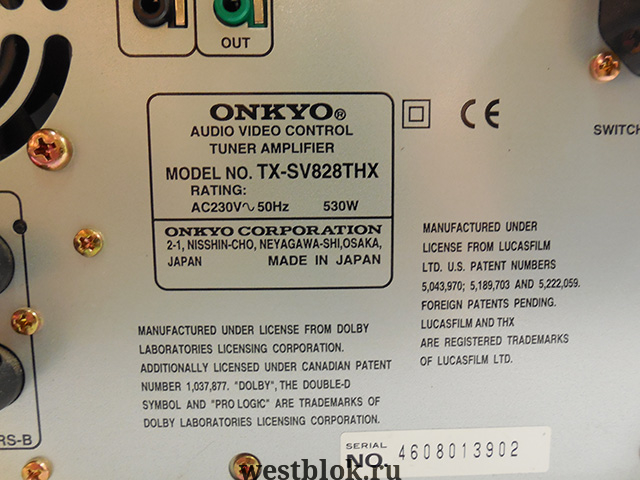 OUT
ONKYO®
AUDIO VIDEO CONTROL
TUNER AMPLIFIER
MODEL NO. TX-SV828THX
RATING:
AC230V∿50Hz 530W
ONKYO CORPORATION
2-1, NISSHIN-CHO, NEYAGAWA-SHI,OSAKA,
JAPAN MADE IN JAPAN
CE
SWITCH
MANUFACTURED UNDER
LICENSE FROM LUCASFILM
LTD. U.S. PATENT NUMBERS
5,043,970; 5,189,703 AND 5,222,059.
FOREIGN PATENTS PENDING.
LUCASFILM AND THX
ARE REGISTERED TRADEMARKS
OF LUCASFILM LTD.
MANUFACTURED UNDER LICENSE FROM DOLBY
LABORATORIES LICENSING CORPORATION.
ADDITIONALLY LICENSED UNDER CANADIAN PATENT
NUMBER 1,037,877. "DOLBY", THE DOUBLE-D
SYMBOL AND "PRO LOGIC" ARE TRADEMARKS OF
DOLBY LABORATORIES LICENSING CORPORATION.
RS-B
SERIAL
NO. 4608013902
westblok.ru